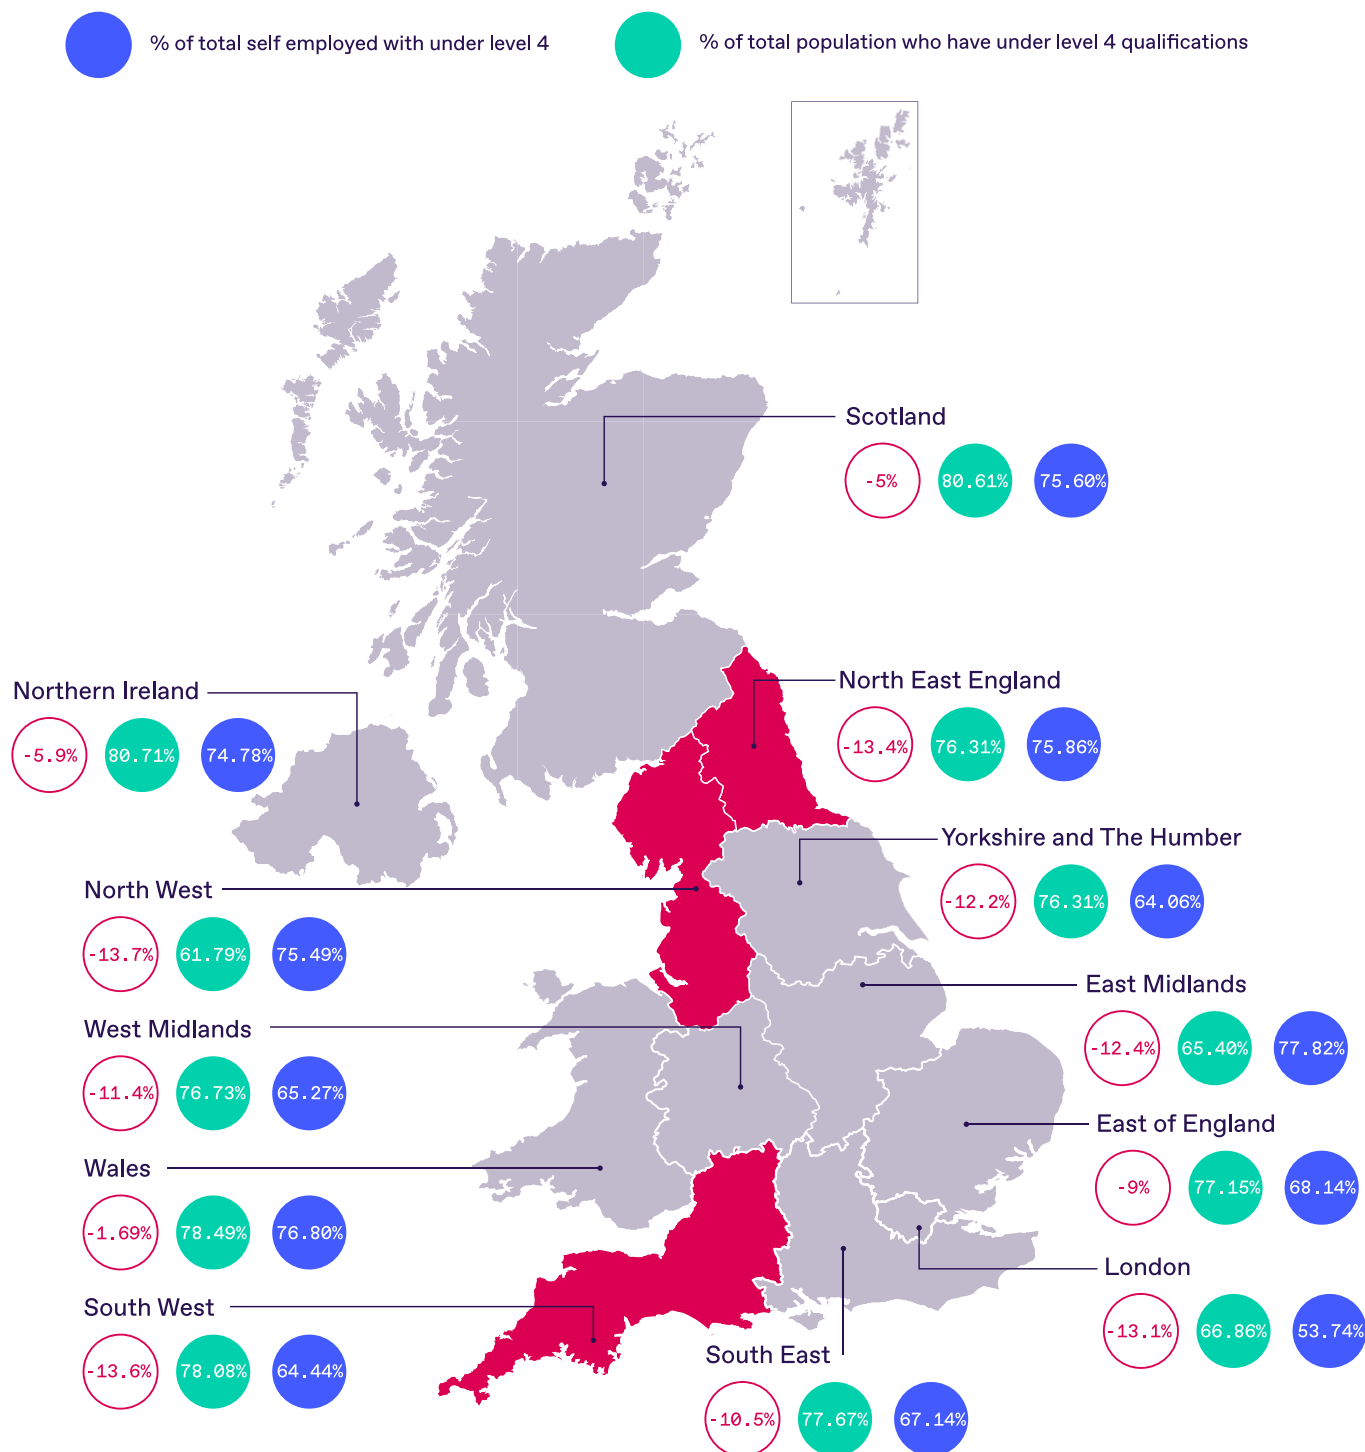 % of total self employed with under level 4
% of total population who have under level 4 qualifications
Scotland
-5% 80.61% 75.60%
Northern Ireland
-5.9% 80.71% 74.78%
North East England
-13.4% 76.31% 75.86%
Yorkshire and The Humber
-12.2% 76.31% 64.06%
North West
-13.7% 61.79% 75.49%
East Midlands
-12.4% 65.40% 77.82%
West Midlands
-11.4% 76.73% 65.27%
East of England
-9% 77.15% 68.14%
Wales
-1.69% 78.49% 76.80%
London
-13.1% 66.86% 53.74%
South West
-13.6% 78.08% 64.44%
South East
-10.5% 77.67% 67.14%